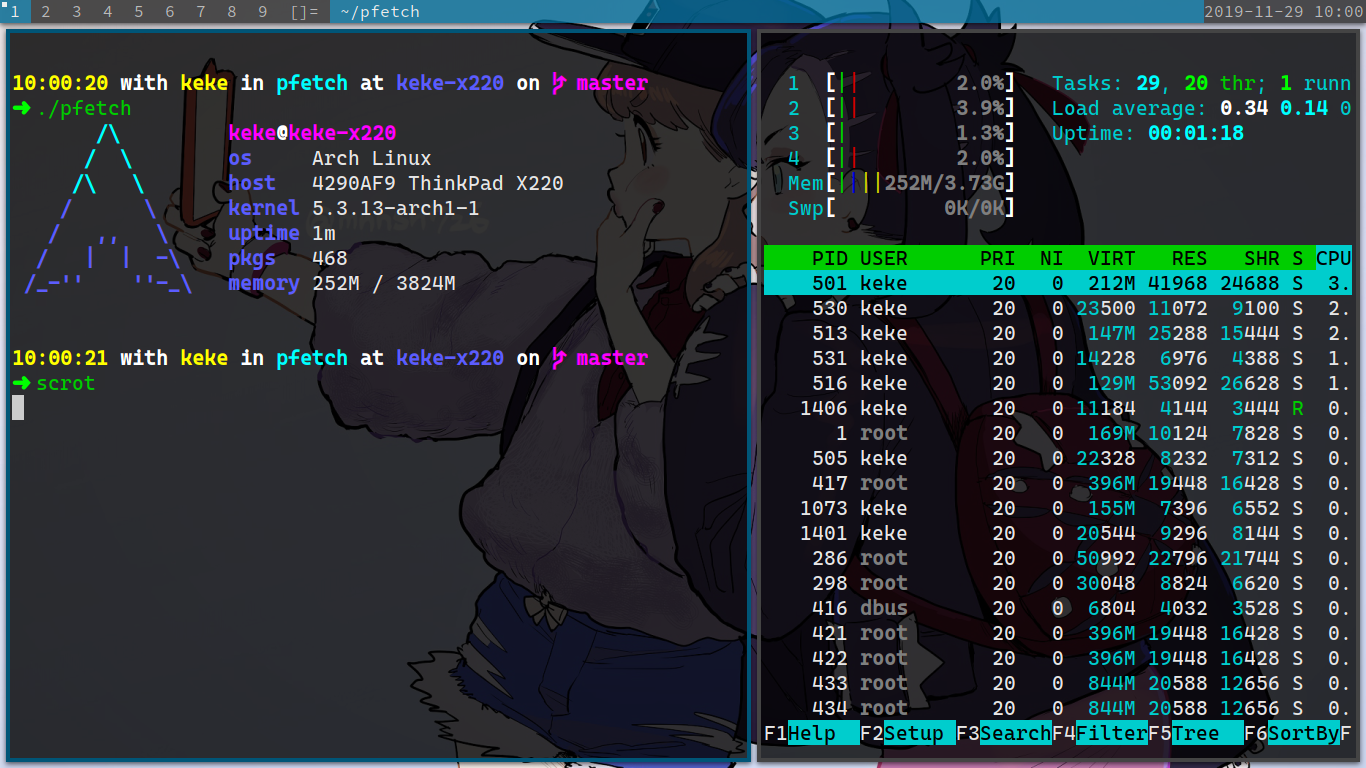 1 2 3 4 5 6 7 8 9 []= ~/pfetch 2019-11-29 10:00
10:00:20 with keke in pfetch at keke-x220 on master
➜ ./pfetch
keke@keke-x220
os Arch Linux
host 4290AF9 ThinkPad X220
kernel 5.3.13-arch1-1
uptime 1m
pkgs 468
memory 252M / 3824M
10:00:21 with keke in pfetch at keke-x220 on master
➜ scrot
1 [|| 2.0%] Tasks: 29, 20 thr; 1 runn
2 [|| 3.9%] Load average: 0.34 0.14 0
3 [| 1.3%] Uptime: 00:01:18
4 [|| 2.0%]
Mem[||||252M/3.73G]
Swp[ 0K/0K]
PID USER PRI NI VIRT RES SHR S CPU
501 keke 20 0 212M 41968 24688 S 3.
530 keke 20 0 23500 11072 9100 S 2.
513 keke 20 0 147M 25288 15444 S 2.
531 keke 20 0 14228 6976 4388 S 1.
516 keke 20 0 129M 53092 26628 S 1.
1406 keke 20 0 11184 4144 3444 R 0.
1 root 20 0 169M 10124 7828 S 0.
505 keke 20 0 22328 8232 7312 S 0.
417 root 20 0 396M 19448 16428 S 0.
1073 keke 20 0 155M 7396 6552 S 0.
1401 keke 20 0 20544 9296 8144 S 0.
286 root 20 0 50992 22796 21744 S 0.
298 root 20 0 30048 8824 6620 S 0.
416 dbus 20 0 6804 4032 3528 S 0.
421 root 20 0 396M 19448 16428 S 0.
422 root 20 0 396M 19448 16428 S 0.
433 root 20 0 844M 20588 12656 S 0.
434 root 20 0 844M 20588 12656 S 0.
F1Help F2Setup F3SearchF4FilterF5Tree F6SortByF